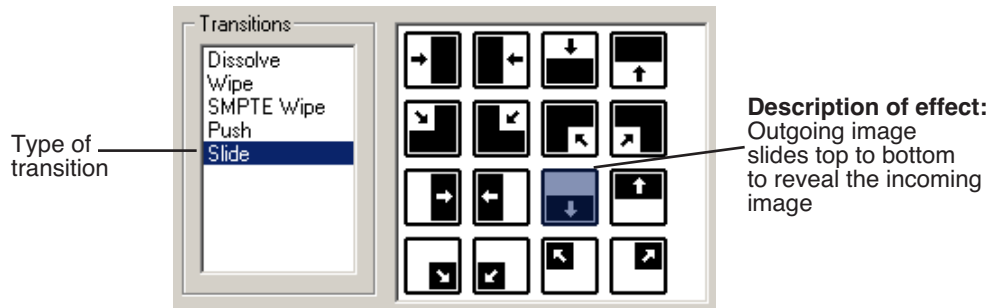 Transitions
Dissolve
Wipe
SMPTE Wipe
Push
Slide
Type of
transition
Description of effect:
Outgoing image
slides top to bottom
to reveal the incoming
image